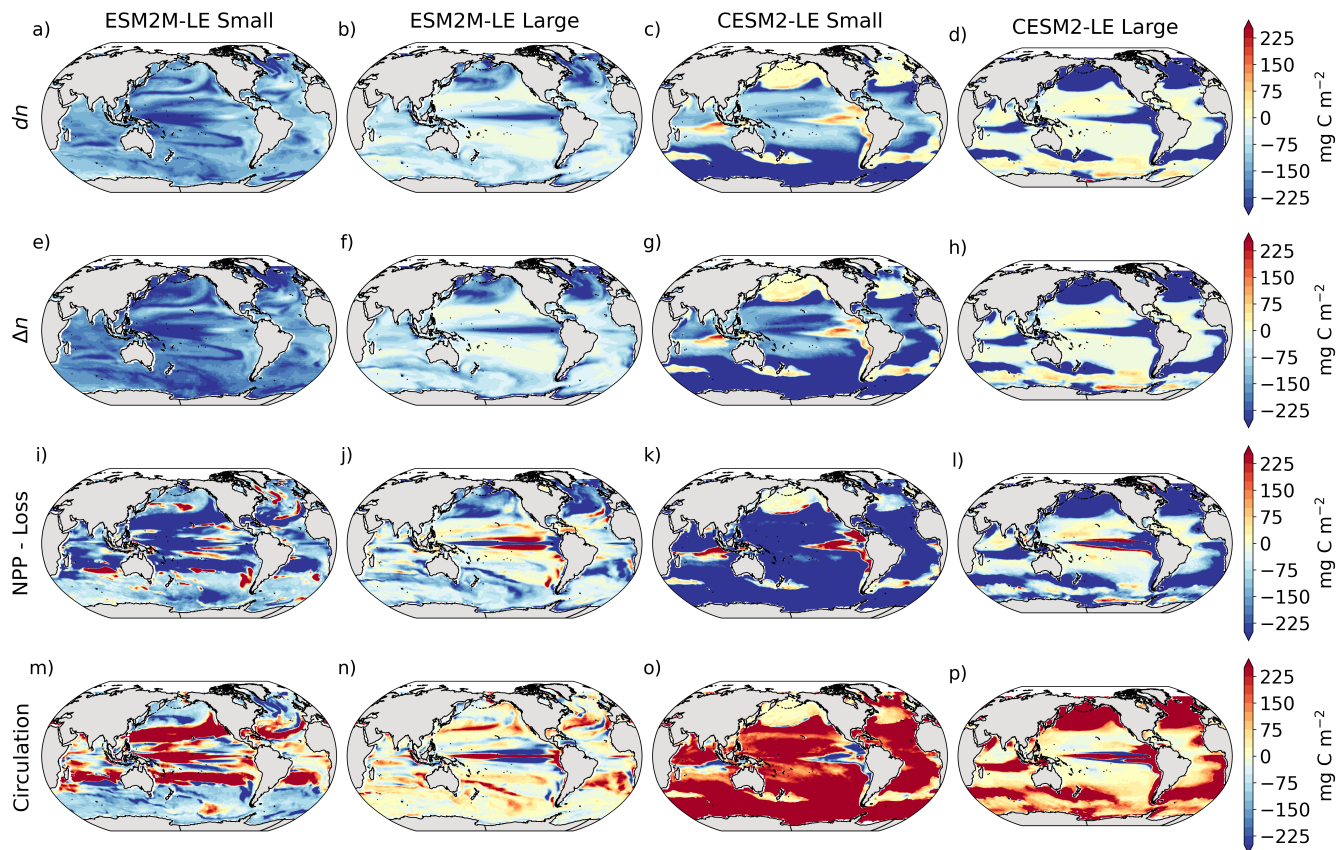 ESM2M-LE Small ESM2M-LE Large CESM2-LE Small CESM2-LE Large
a) b) c) d)
dn
225
150
75
0
−75
−150
−225
mg C m⁻²
e) f) g) h)
Δn
225
150
75
0
−75
−150
−225
mg C m⁻²
i) j) k) l)
NPP - Loss
225
150
75
0
−75
−150
−225
mg C m⁻²
m) n) o) p)
Circulation
225
150
75
0
−75
−150
−225
mg C m⁻²